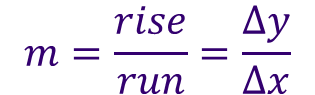 m = rise/run = Δy/Δx